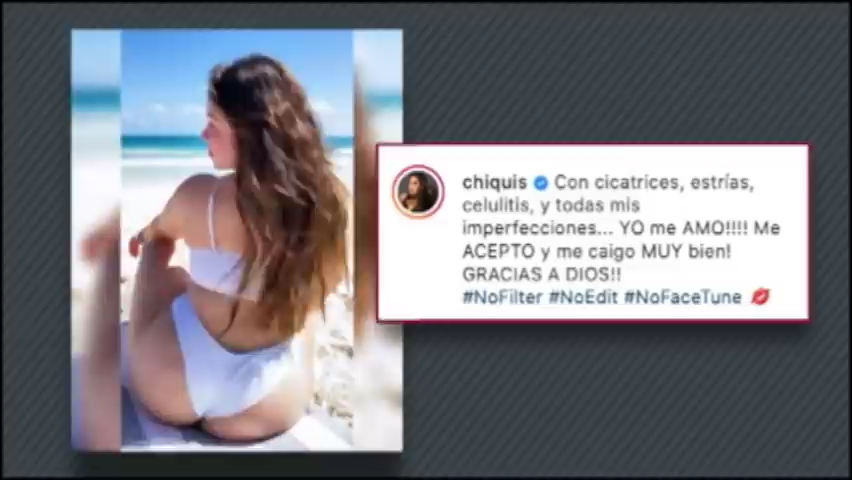 chiquis Con cicatrices, estrías,
celulitis, y todas mis
imperfecciones... YO me AMO!!!! Me
ACEPTO y me caigo MUY bien!
GRACIAS A DIOS!!
#NoFilter #NoEdit #NoFaceTune 💋